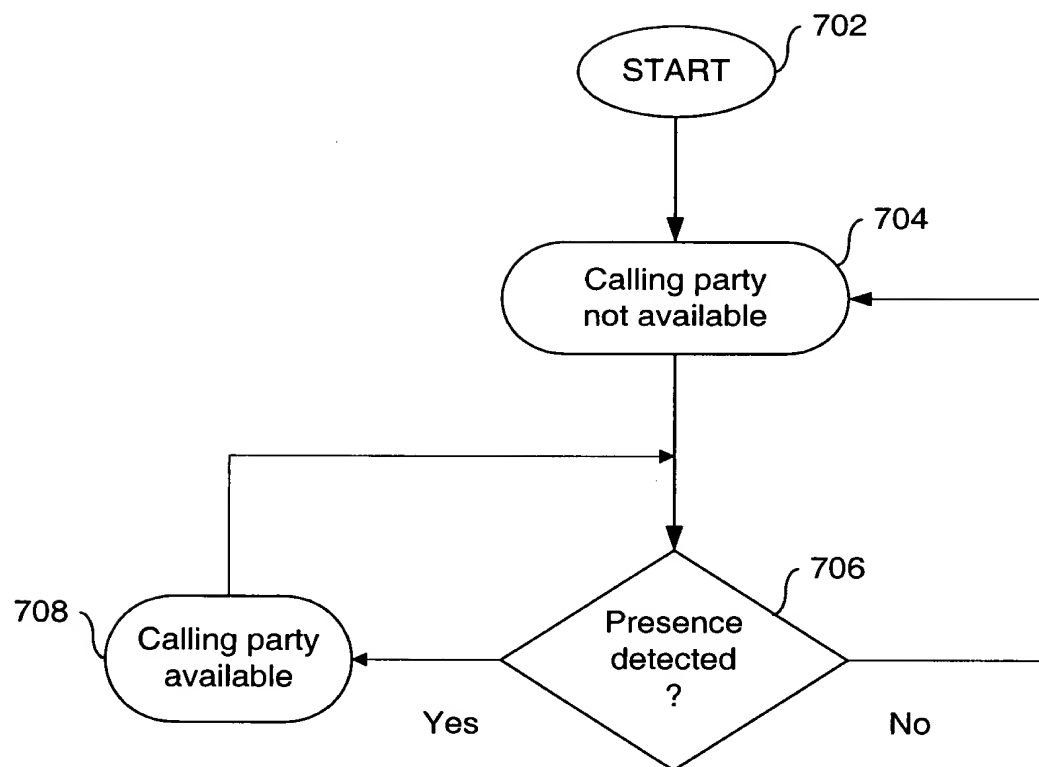 702
START
704
Calling party
not available
706
708
Presence
detected
?
Calling party
available
Yes
No